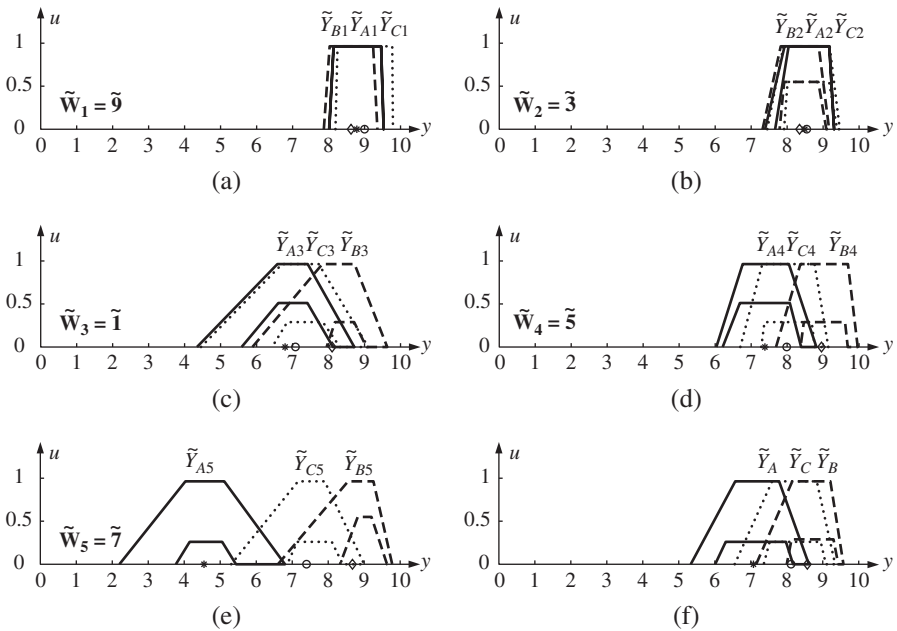 u
Ỹ_B1 Ỹ_A1 Ỹ_C1
1
0.5
W̃_1 = 9̃
0
0 1 2 3 4 5 6 7 8 9 10 y
(a)
u
Ỹ_B2 Ỹ_A2 Ỹ_C2
1
0.5
W̃_2 = 3̃
0
0 1 2 3 4 5 6 7 8 9 10 y
(b)
u
Ỹ_A3 Ỹ_C3 Ỹ_B3
1
0.5
W̃_3 = 1̃
0
0 1 2 3 4 5 6 7 8 9 10 y
(c)
u
Ỹ_A4 Ỹ_C4 Ỹ_B4
1
0.5
W̃_4 = 5̃
0
0 1 2 3 4 5 6 7 8 9 10 y
(d)
u
Ỹ_A5 Ỹ_C5 Ỹ_B5
1
0.5
W̃_5 = 7̃
0
0 1 2 3 4 5 6 7 8 9 10 y
(e)
u
Ỹ_A Ỹ_C Ỹ_B
1
0.5
0
0 1 2 3 4 5 6 7 8 9 10 y
(f)